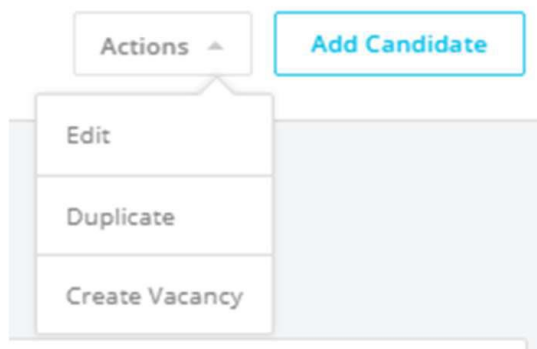 Actions
Add Candidate
Edit
Duplicate
Create Vacancy